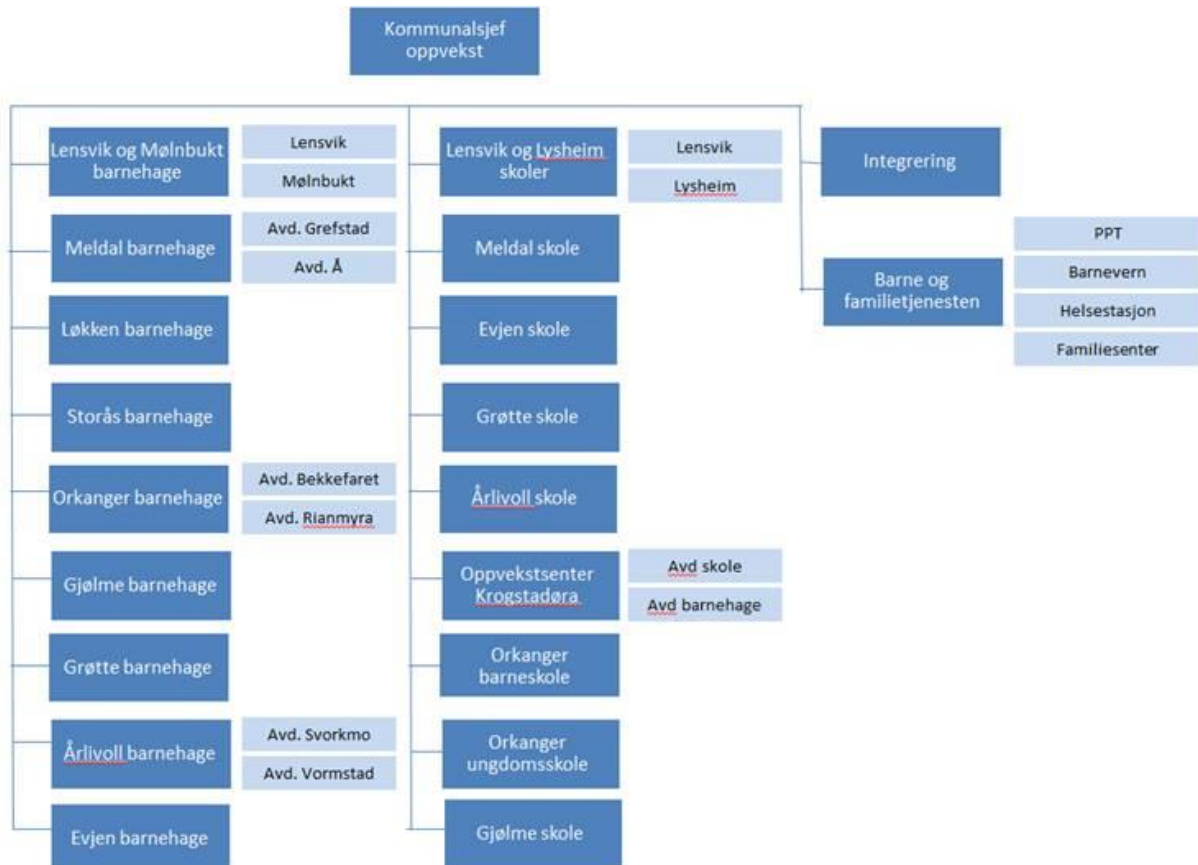 Kommunalsjef
oppvekst
Lensvik og Mølnbukt
barnehage
Lensvik
Mølnbukt
Meldal barnehage
Avd. Grefstad
Avd. Å
Løkken barnehage
Storås barnehage
Orkanger barnehage
Avd. Bekkefaret
Avd. Rianmyra
Gjølme barnehage
Grøtte barnehage
Årlivoll barnehage
Avd. Svorkmo
Avd. Vormstad
Evjen barnehage
Lensvik og Lysheim
skoler
Lensvik
Lysheim
Meldal skole
Evjen skole
Grøtte skole
Årlivoll skole
Oppvekstsenter
Krogstadøra
Avd skole
Avd barnehage
Orkanger
barneskole
Orkanger
ungdomsskole
Gjølme skole
Integrering
Barne og
familietjenesten
PPT
Barnevern
Helsestasjon
Familiesenter